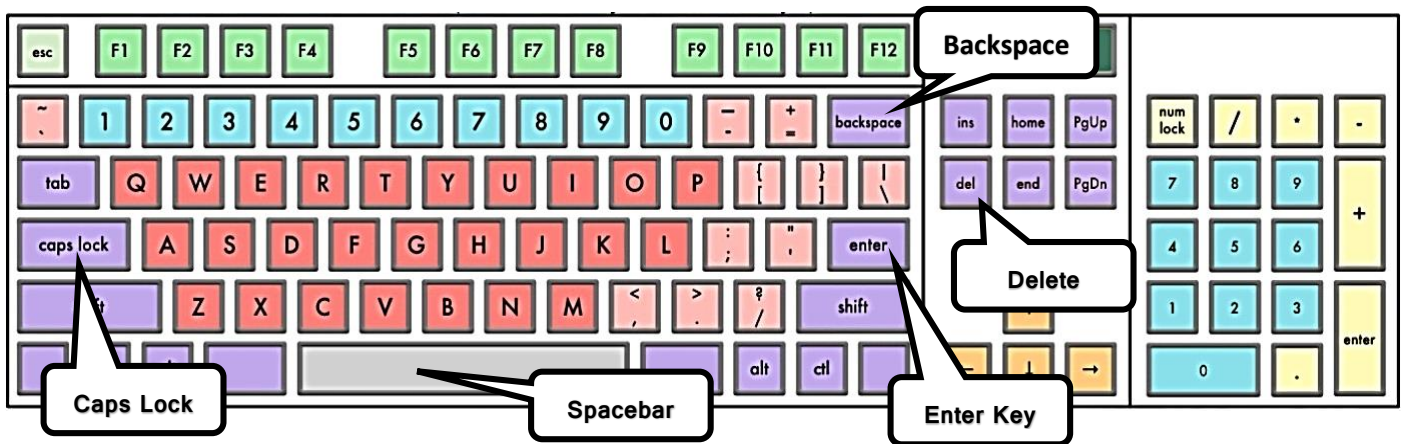 esc F1 F2 F3 F4 F5 F6 F7 F8 F9 F10 F11 F12 Backspace
~ ` 1 2 3 4 5 6 7 8 9 0 — - + = backspace ins home PgUp num lock / * -
tab Q W E R T Y U I O P { [ } ] | \ del end PgDn 7 8 9 +
caps lock A S D F G H J K L : ; " ' enter 4 5 6
Z X C V B N M < , > . ? / shift Delete 1 2 3 enter
alt ctl ↓ → 0 .
Caps Lock Spacebar Enter Key